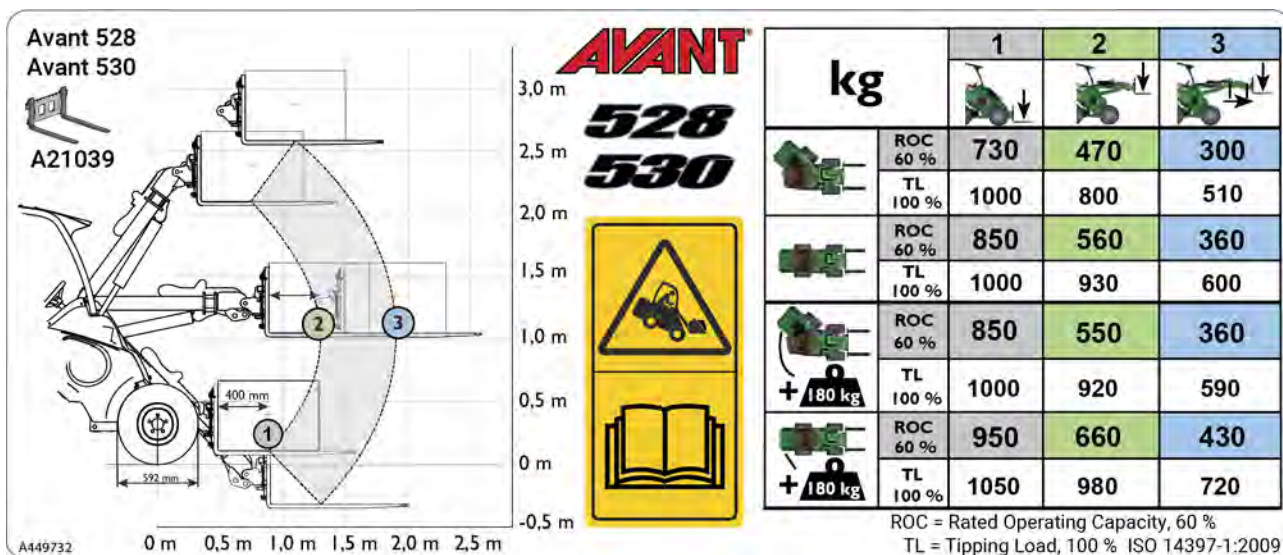 Avant 528
Avant 530
A21039
3,0 m
2,5 m
2,0 m
1,5 m
1,0 m
0,5 m
0 m
-0,5 m
2
3
400 mm
1
592 mm
A449732
0 m 0,5 m 1,0 m 1,5 m 2,0 m 2,5 m
AVANT®
528
530
kg 1 2 3
ROC 60 % 730 470 300
TL 100 % 1000 800 510
ROC 60 % 850 560 360
TL 100 % 1000 930 600
ROC 60 % 850 550 360
+ 180 kg
TL 100 % 1000 920 590
ROC 60 % 950 660 430
+ 180 kg
TL 100 % 1050 980 720
ROC = Rated Operating Capacity, 60 %
TL = Tipping Load, 100 % ISO 14397-1:2009